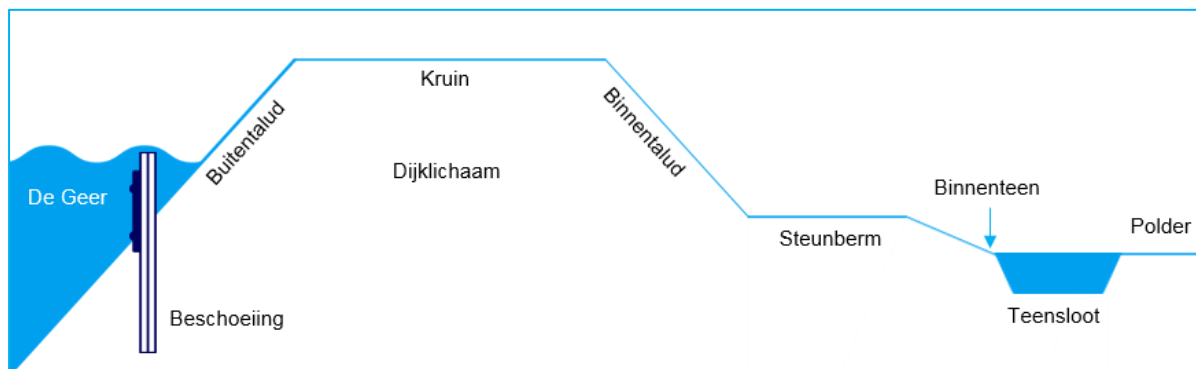 Kruin
Buitentalud
Binnentalud
Dijklichaam
De Geer
Binnenteen
Polder
Steunberm
Beschoeiing
Teensloot